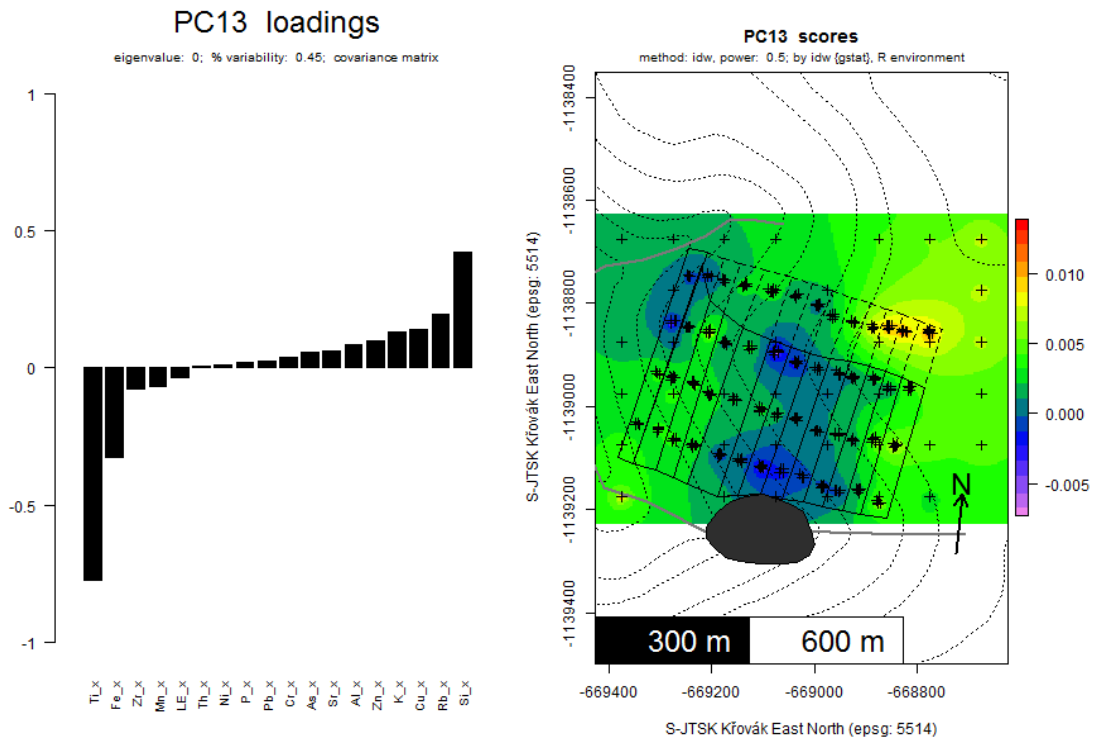 PC13 loadings
eigenvalue: 0; % variability: 0.45; covariance matrix
1
0.5
0
-0.5
-1
Ti_x
Fe_x
Zr_x
Mn_x
LE_x
Th_x
Ni_x
P_x
Pb_x
Cr_x
As_x
Sr_x
Al_x
Zn_x
K_x
Cu_x
Rb_x
Si_x
PC13 scores
method: idw, power: 0.5; by idw {gstat}, R environment
S-JTSK Křovák East North (epsg: 5514)
-1138400
-1138600
-1138800
-1139000
-1139200
-1139400
N
300 m
600 m
-669400
-669200
-669000
-668800
S-JTSK Křovák East North (epsg: 5514)
0.010
0.005
0.000
-0.005